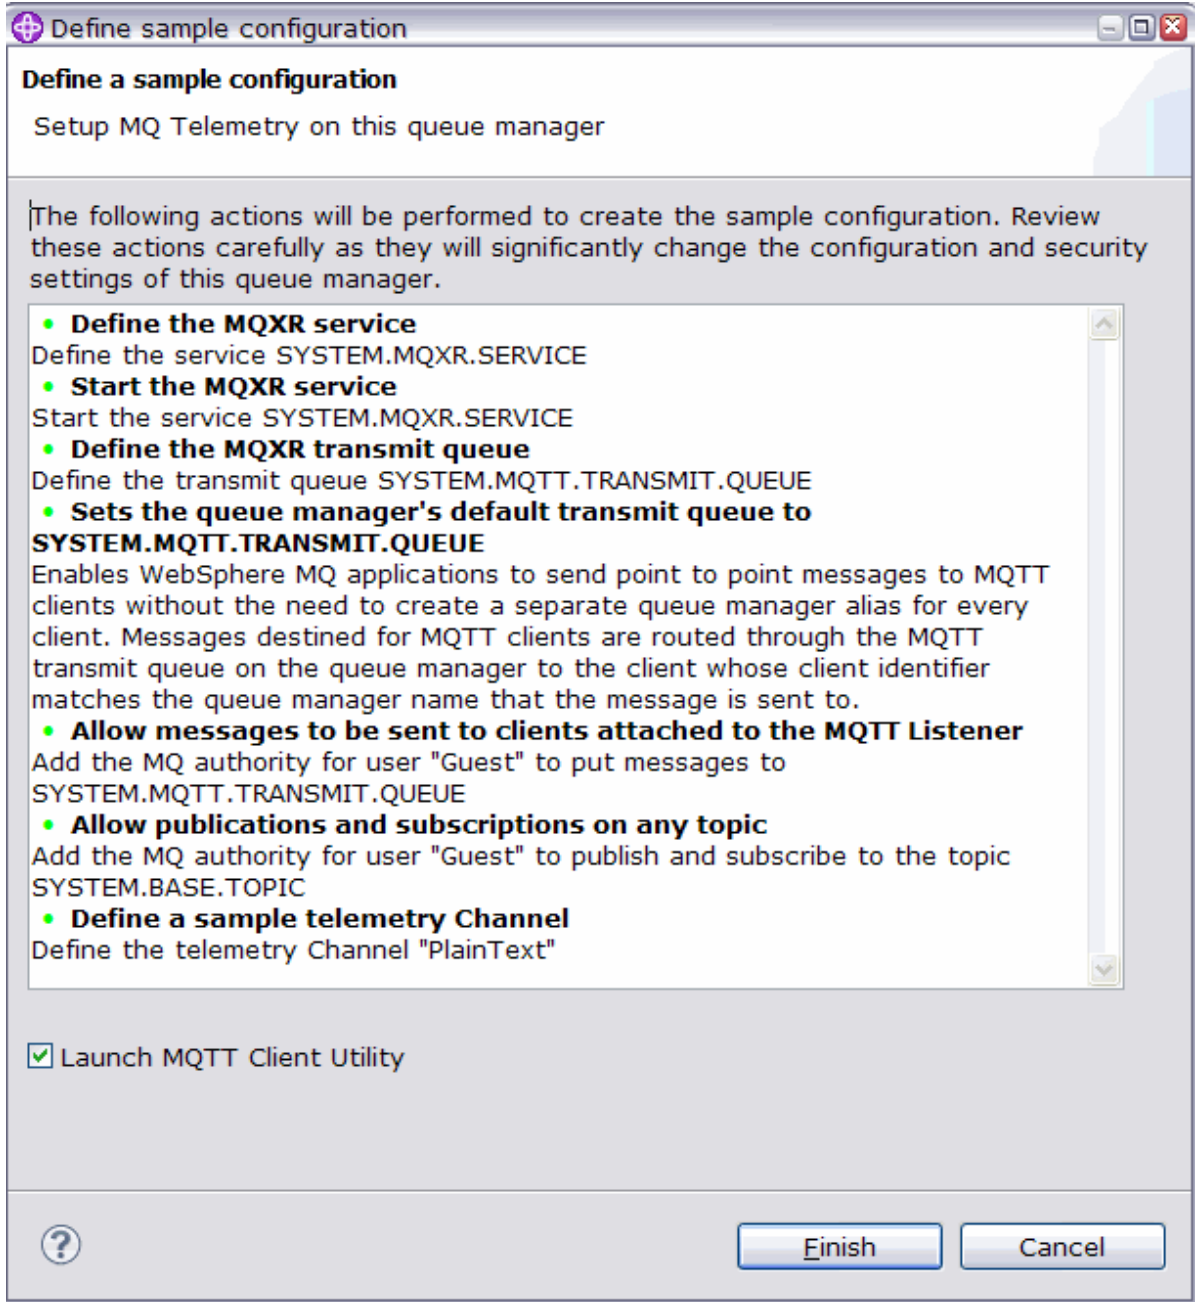 Define sample configuration
Define a sample configuration
Setup MQ Telemetry on this queue manager
The following actions will be performed to create the sample configuration. Review
these actions carefully as they will significantly change the configuration and security
settings of this queue manager.
• Define the MQXR service
Define the service SYSTEM.MQXR.SERVICE
• Start the MQXR service
Start the service SYSTEM.MQXR.SERVICE
• Define the MQXR transmit queue
Define the transmit queue SYSTEM.MQTT.TRANSMIT.QUEUE
• Sets the queue manager's default transmit queue to
SYSTEM.MQTT.TRANSMIT.QUEUE
Enables WebSphere MQ applications to send point to point messages to MQTT
clients without the need to create a separate queue manager alias for every
client. Messages destined for MQTT clients are routed through the MQTT
transmit queue on the queue manager to the client whose client identifier
matches the queue manager name that the message is sent to.
• Allow messages to be sent to clients attached to the MQTT Listener
Add the MQ authority for user "Guest" to put messages to
SYSTEM.MQTT.TRANSMIT.QUEUE
• Allow publications and subscriptions on any topic
Add the MQ authority for user "Guest" to publish and subscribe to the topic
SYSTEM.BASE.TOPIC
• Define a sample telemetry Channel
Define the telemetry Channel "PlainText"
Launch MQTT Client Utility
?
Finish
Cancel